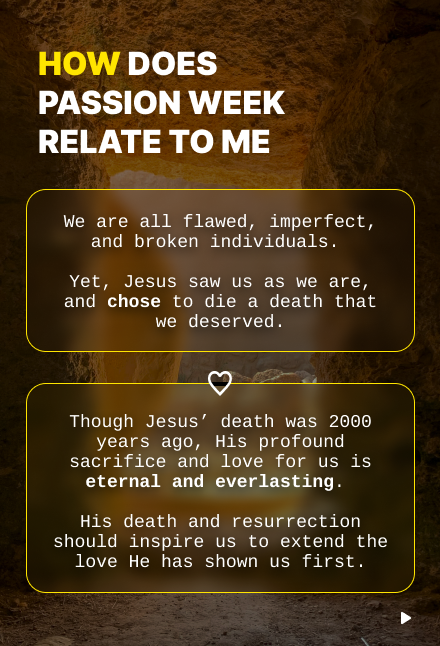 HOW DOES
PASSION WEEK
RELATE TO ME
We are all flawed, imperfect,
and broken individuals.
Yet, Jesus saw us as we are,
and chose to die a death that
we deserved.
Though Jesus’ death was 2000
years ago, His profound
sacrifice and love for us is
eternal and everlasting.
His death and resurrection
should inspire us to extend the
love He has shown us first.